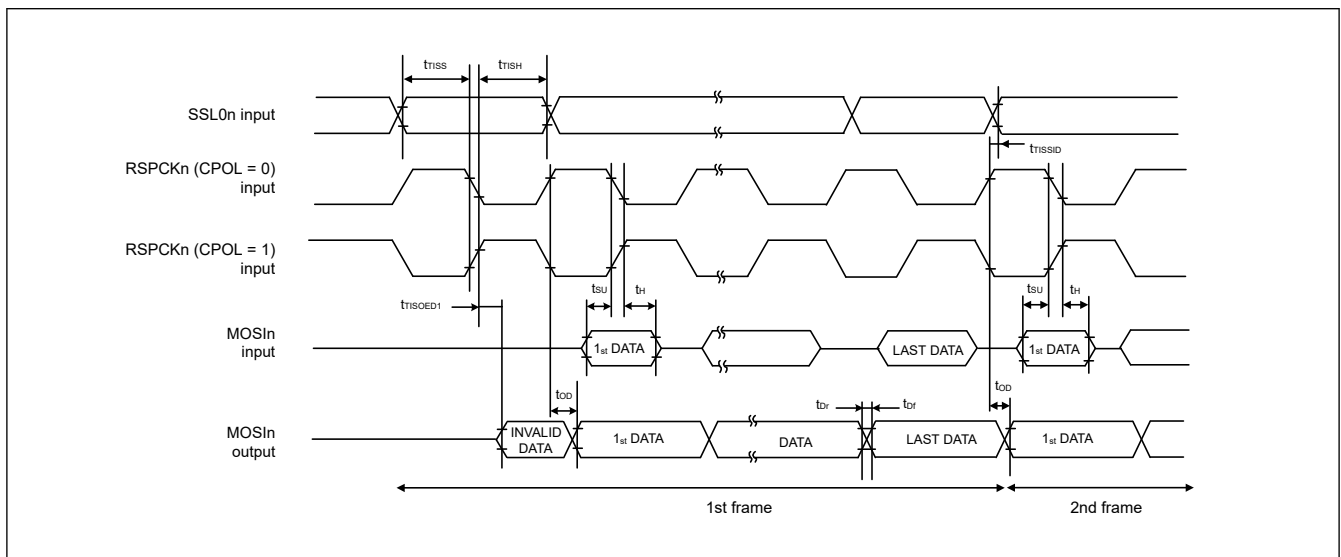 tTISS
tTISH
SSL0n input
tTISSID
RSPCKn (CPOL = 0)
input
RSPCKn (CPOL = 1)
input
tSU
tH
tSU
tH
tTISOED1
MOSIn
input
1st DATA
LAST DATA
1st DATA
tOD
tDr
tDf
tOD
MOSIn
output
INVALID
DATA
1st DATA
DATA
LAST DATA
1st DATA
1st frame
2nd frame